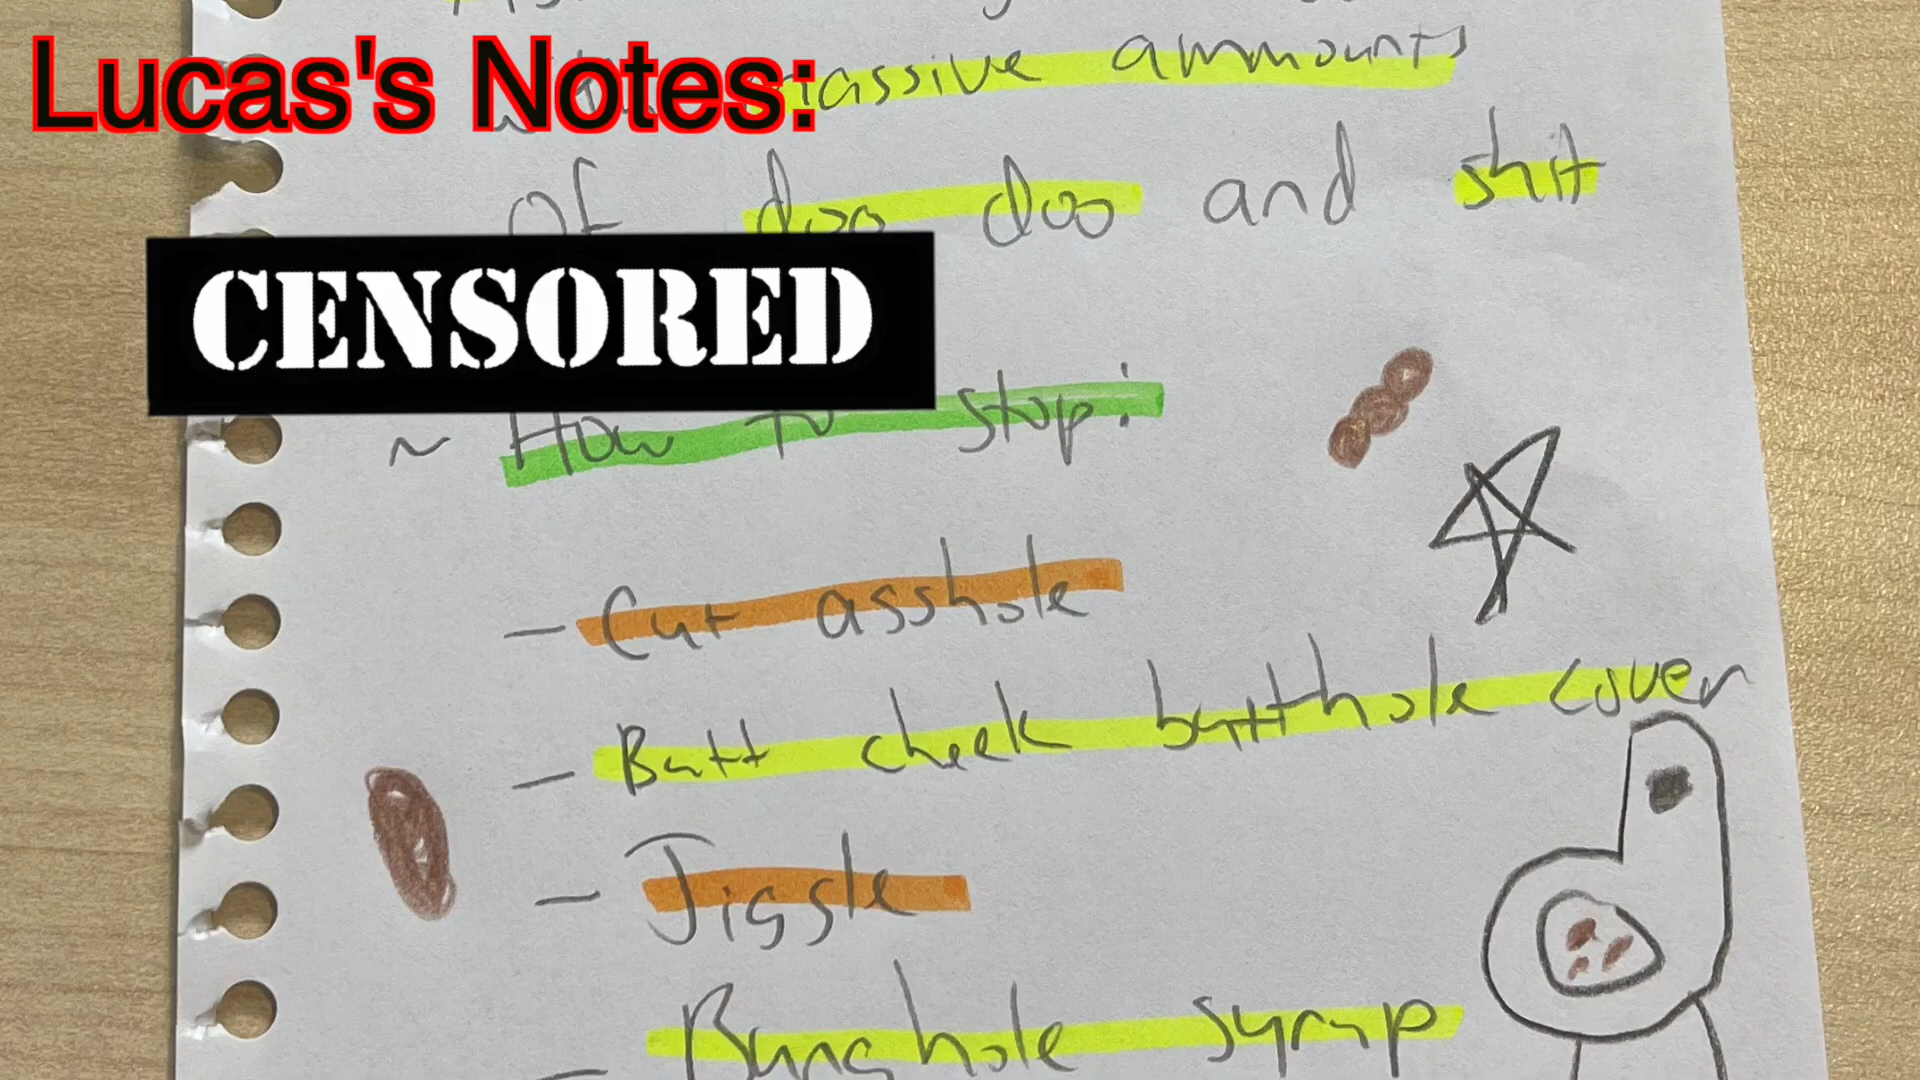 Lucas's Notes:
massive ammounts
of doo doo and shit
CENSORED
~ How to stop:
- Cut asshole
- Butt cheek butthole cover
- Jiggle
- Bunghole syrup